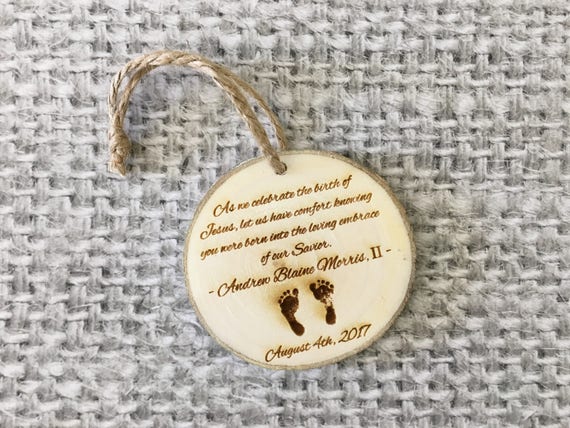 As we celebrate the birth of
Jesus, let us have comfort knowing
you were born into the loving embrace
of our Savior.
- Andrew Blaine Morris, II -
August 4th, 2017